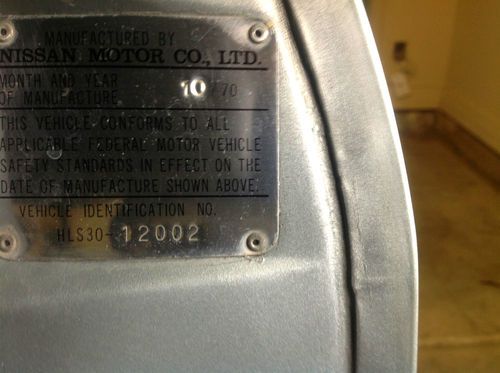 MANUFACTURED BY
NISSAN MOTOR CO., LTD.
MONTH AND YEAR
OF MANUFACTURE 10/70
THIS VEHICLE CONFORMS TO ALL
APPLICABLE FEDERAL MOTOR VEHICLE
SAFETY STANDARDS IN EFFECT ON THE
DATE OF MANUFACTURE SHOWN ABOVE.
VEHICLE IDENTIFICATION NO.
HLS30-12002